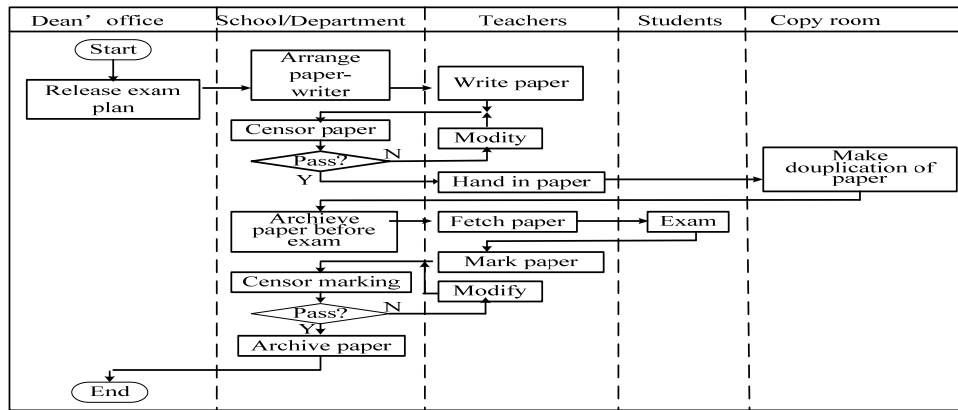 Dean' office
School/Department
Teachers
Students
Copy room
Start
Release exam
plan
Arrange
paper-
writer
Write paper
Censor paper
Modity
Pass?
N
Y
Hand in paper
Make
douplication of
paper
Archieve
paper before
exam
Fetch paper
Exam
Mark paper
Censor marking
Modify
Pass?
N
Y
Archive paper
End